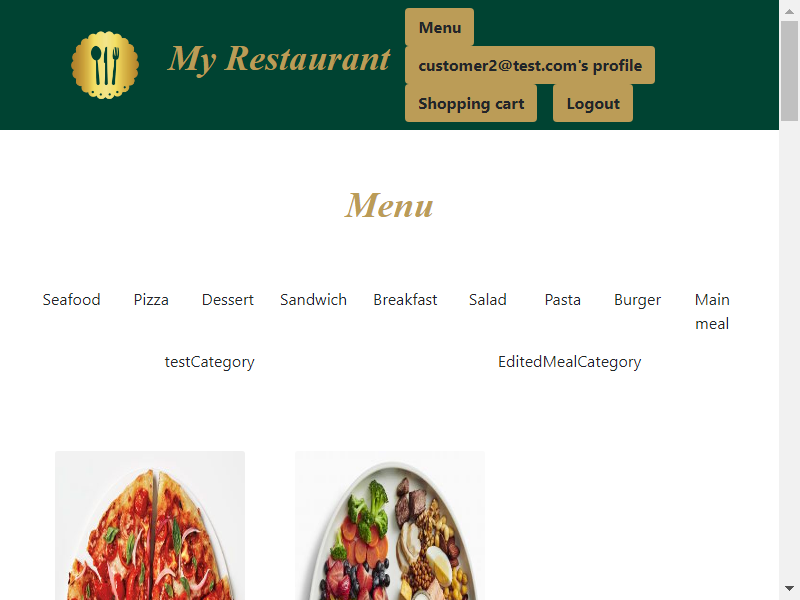 My Restaurant
Menu
customer2@test.com's profile
Shopping cart Logout
Menu
Seafood Pizza Dessert Sandwich Breakfast Salad Pasta Burger Main meal
testCategory EditedMealCategory